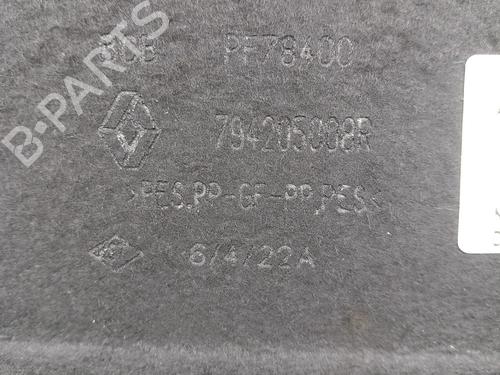 PF78400
794205008R
>PES.PP-GF-PP.PES<
6/4/22A
B-PARTS